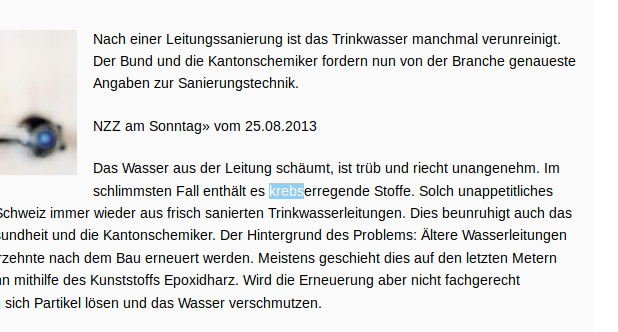 Nach einer Leitungssanierung ist das Trinkwasser manchmal verunreinigt.
Der Bund und die Kantonschemiker fordern nun von der Branche genaueste
Angaben zur Sanierungstechnik.
NZZ am Sonntag» vom 25.08.2013
Das Wasser aus der Leitung schäumt, ist trüb und riecht unangenehm. Im
schlimmsten Fall enthält es krebserregende Stoffe. Solch unappetitliches
Schweiz immer wieder aus frisch sanierten Trinkwasserleitungen. Dies beunruhigt auch das
sundheit und die Kantonschemiker. Der Hintergrund des Problems: Ältere Wasserleitungen
rzehnte nach dem Bau erneuert werden. Meistens geschieht dies auf den letzten Metern
n mithilfe des Kunststoffs Epoxidharz. Wird die Erneuerung aber nicht fachgerecht
sich Partikel lösen und das Wasser verschmutzen.